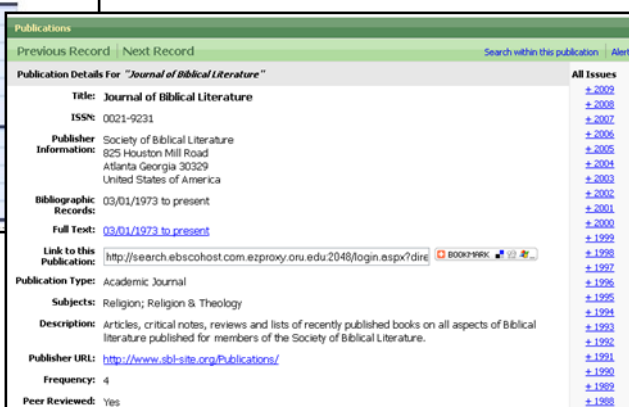 Publications
Previous Record | Next Record
Search within this publication | Alert
Publication Details For "Journal of Biblical Literature"
Title: Journal of Biblical Literature
ISSN: 0021-9231
Publisher Information: Society of Biblical Literature
825 Houston Mill Road
Atlanta Georgia 30329
United States of America
Bibliographic Records: 03/01/1973 to present
Full Text: 03/01/1973 to present
Link to this Publication: http://search.ebscohost.com.ezproxy.oru.edu:2048/login.aspx?dire
BOOKMARK
Publication Type: Academic Journal
Subjects: Religion; Religion & Theology
Description: Articles, critical notes, reviews and lists of recently published books on all aspects of Biblical
literature published for members of the Society of Biblical Literature.
Publisher URL: http://www.sbl-site.org/Publications/
Frequency: 4
Peer Reviewed: Yes
All Issues
+ 2009
+ 2008
+ 2007
+ 2006
+ 2005
+ 2004
+ 2003
+ 2002
+ 2001
+ 2000
+ 1999
+ 1998
+ 1997
+ 1996
+ 1995
+ 1994
+ 1993
+ 1992
+ 1991
+ 1990
+ 1989
+ 1988